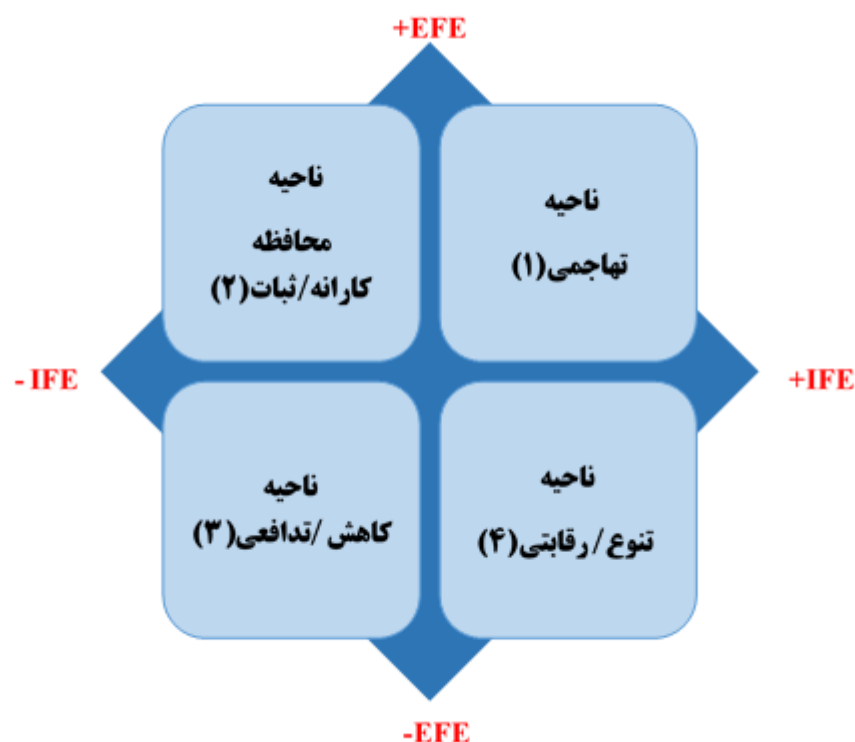 +EFE
ناحیه
تهاجمی(۱)
ناحیه
محافظه
کارانه/ثبات(۲)
- IFE
+IFE
ناحیه
کاهش /تدافعی(۳)
ناحیه
تنوع/رقابتی(۴)
-EFE